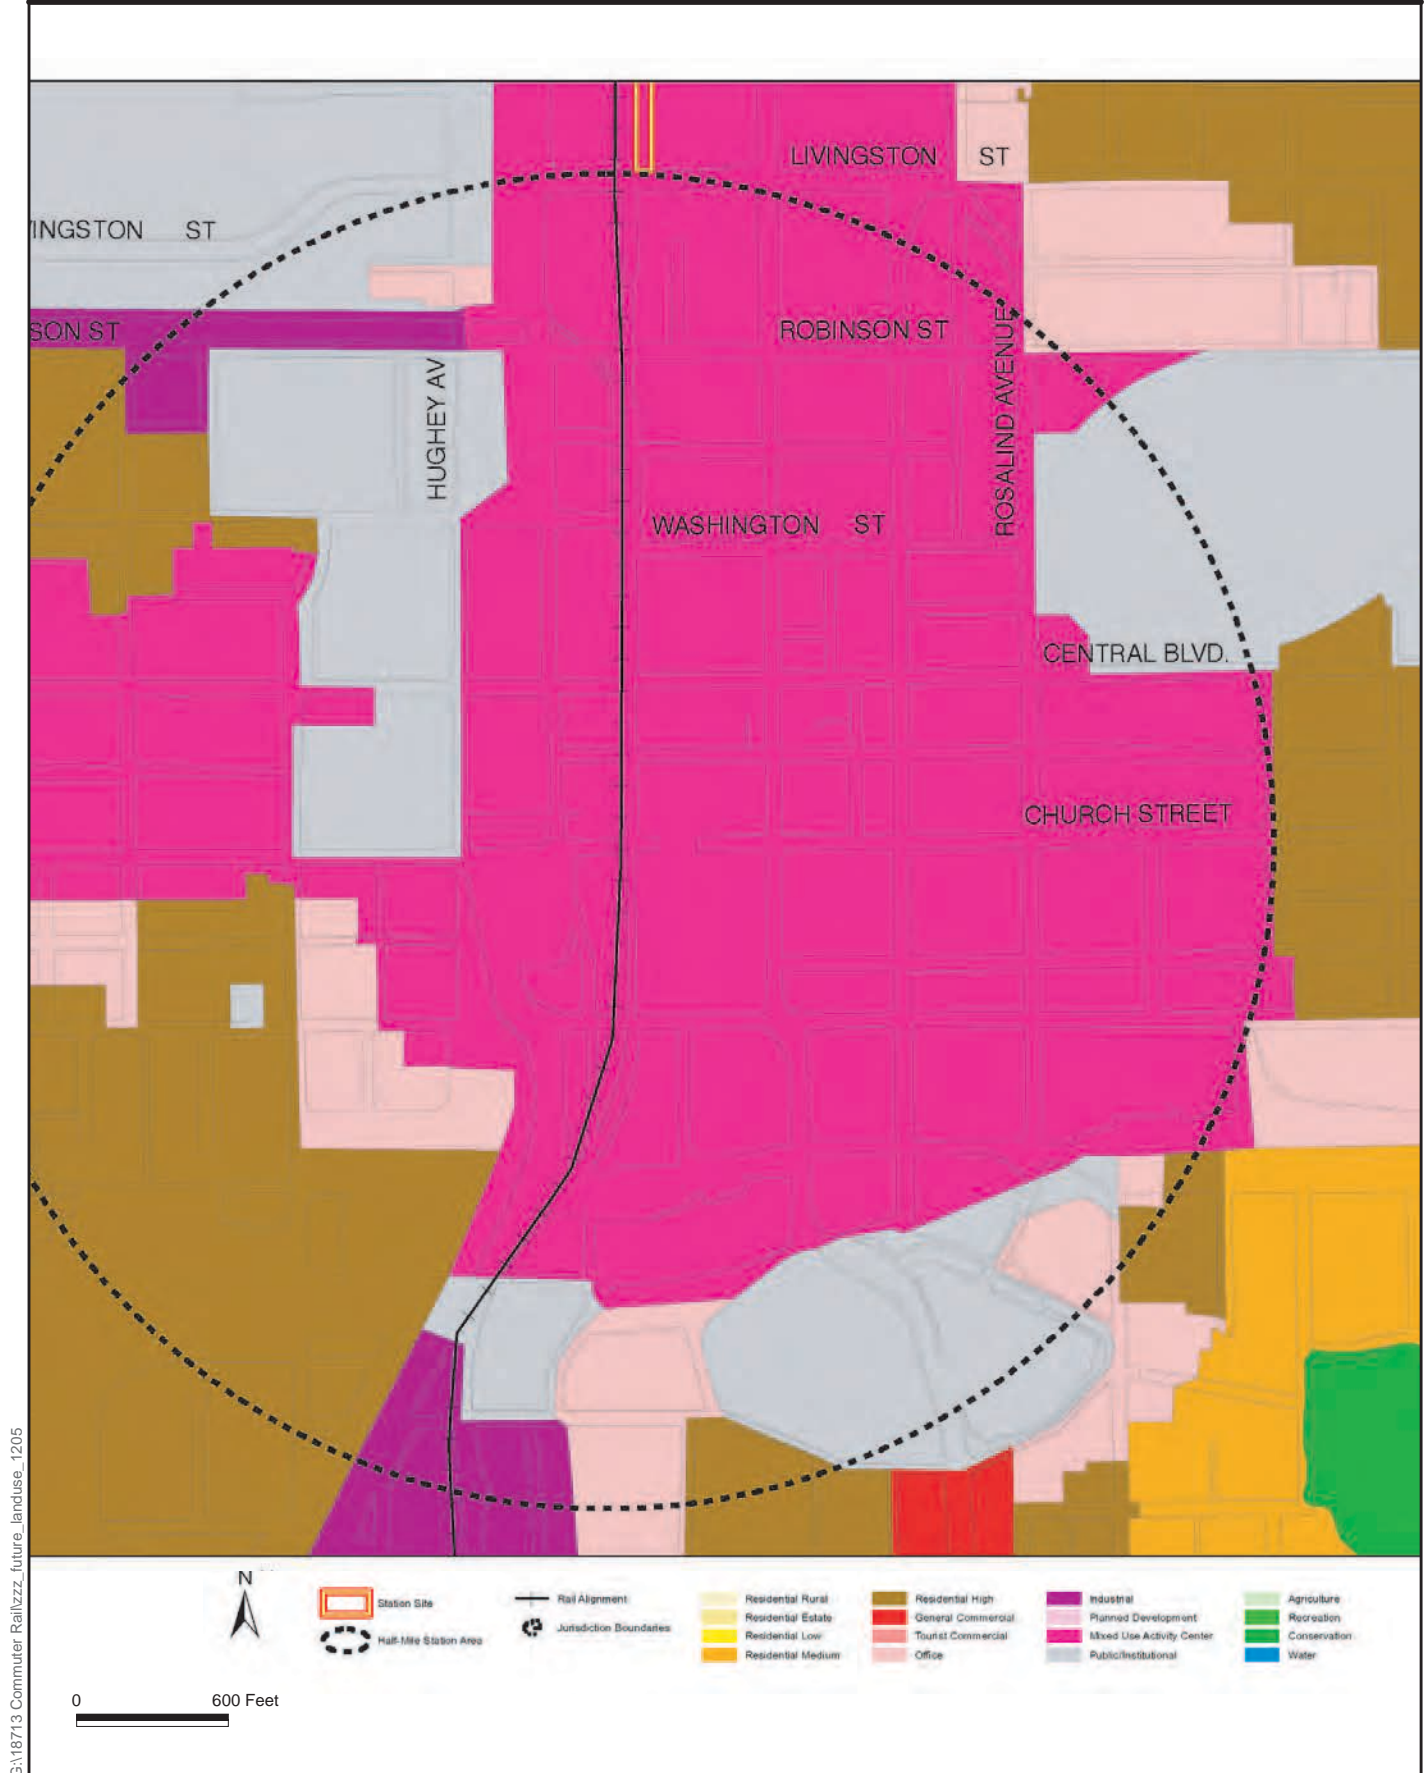 LIVINGSTON ST
INGSTON ST
SON ST
ROBINSON ST
HUGHEY AV
ROSALIND AVENUE
WASHINGTON ST
CENTRAL BLVD.
CHURCH STREET
G:\18713 Commuter Rail\zzz_future_landuse_1205
N
Station Site
Half-Mile Station Area
Rail Alignment
Jurisdiction Boundaries
Residential Rural
Residential Estate
Residential Low
Residential Medium
Residential High
General Commercial
Tourist Commercial
Office
Industrial
Planned Development
Mixed Use Activity Center
Public/Institutional
Agriculture
Recreation
Conservation
Water
0 600 Feet